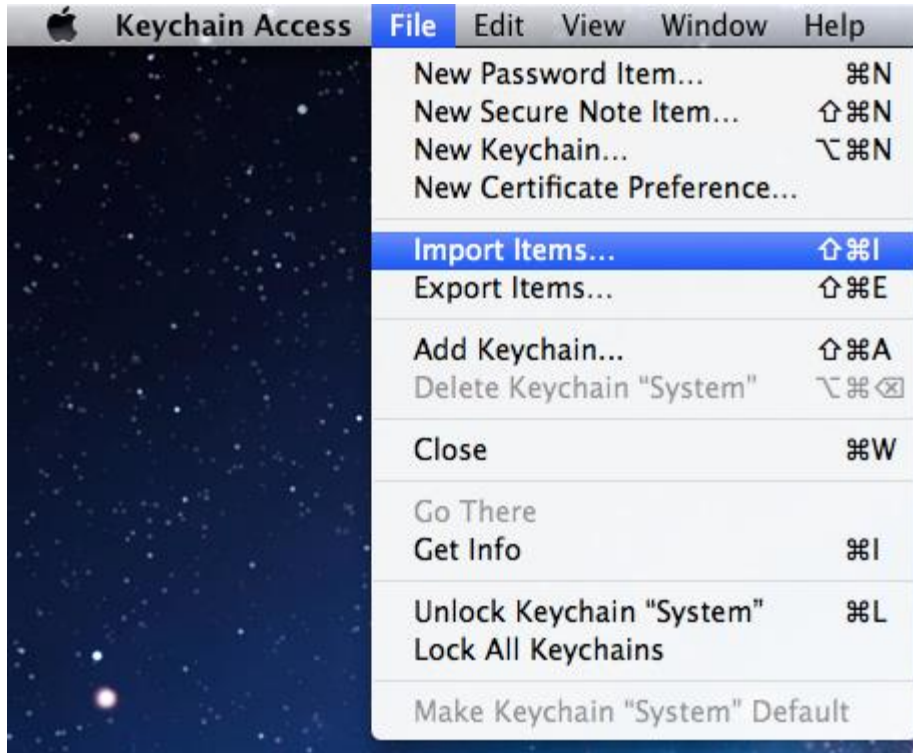 Keychain Access File Edit View Window Help
New Password Item... ⌘N
New Secure Note Item... ⇧⌘N
New Keychain... ⌥⌘N
New Certificate Preference...
Import Items... ⇧⌘I
Export Items... ⇧⌘E
Add Keychain... ⇧⌘A
Delete Keychain “System” ⌥⌘⌫
Close ⌘W
Go There
Get Info ⌘I
Unlock Keychain “System” ⌘L
Lock All Keychains
Make Keychain “System” Default